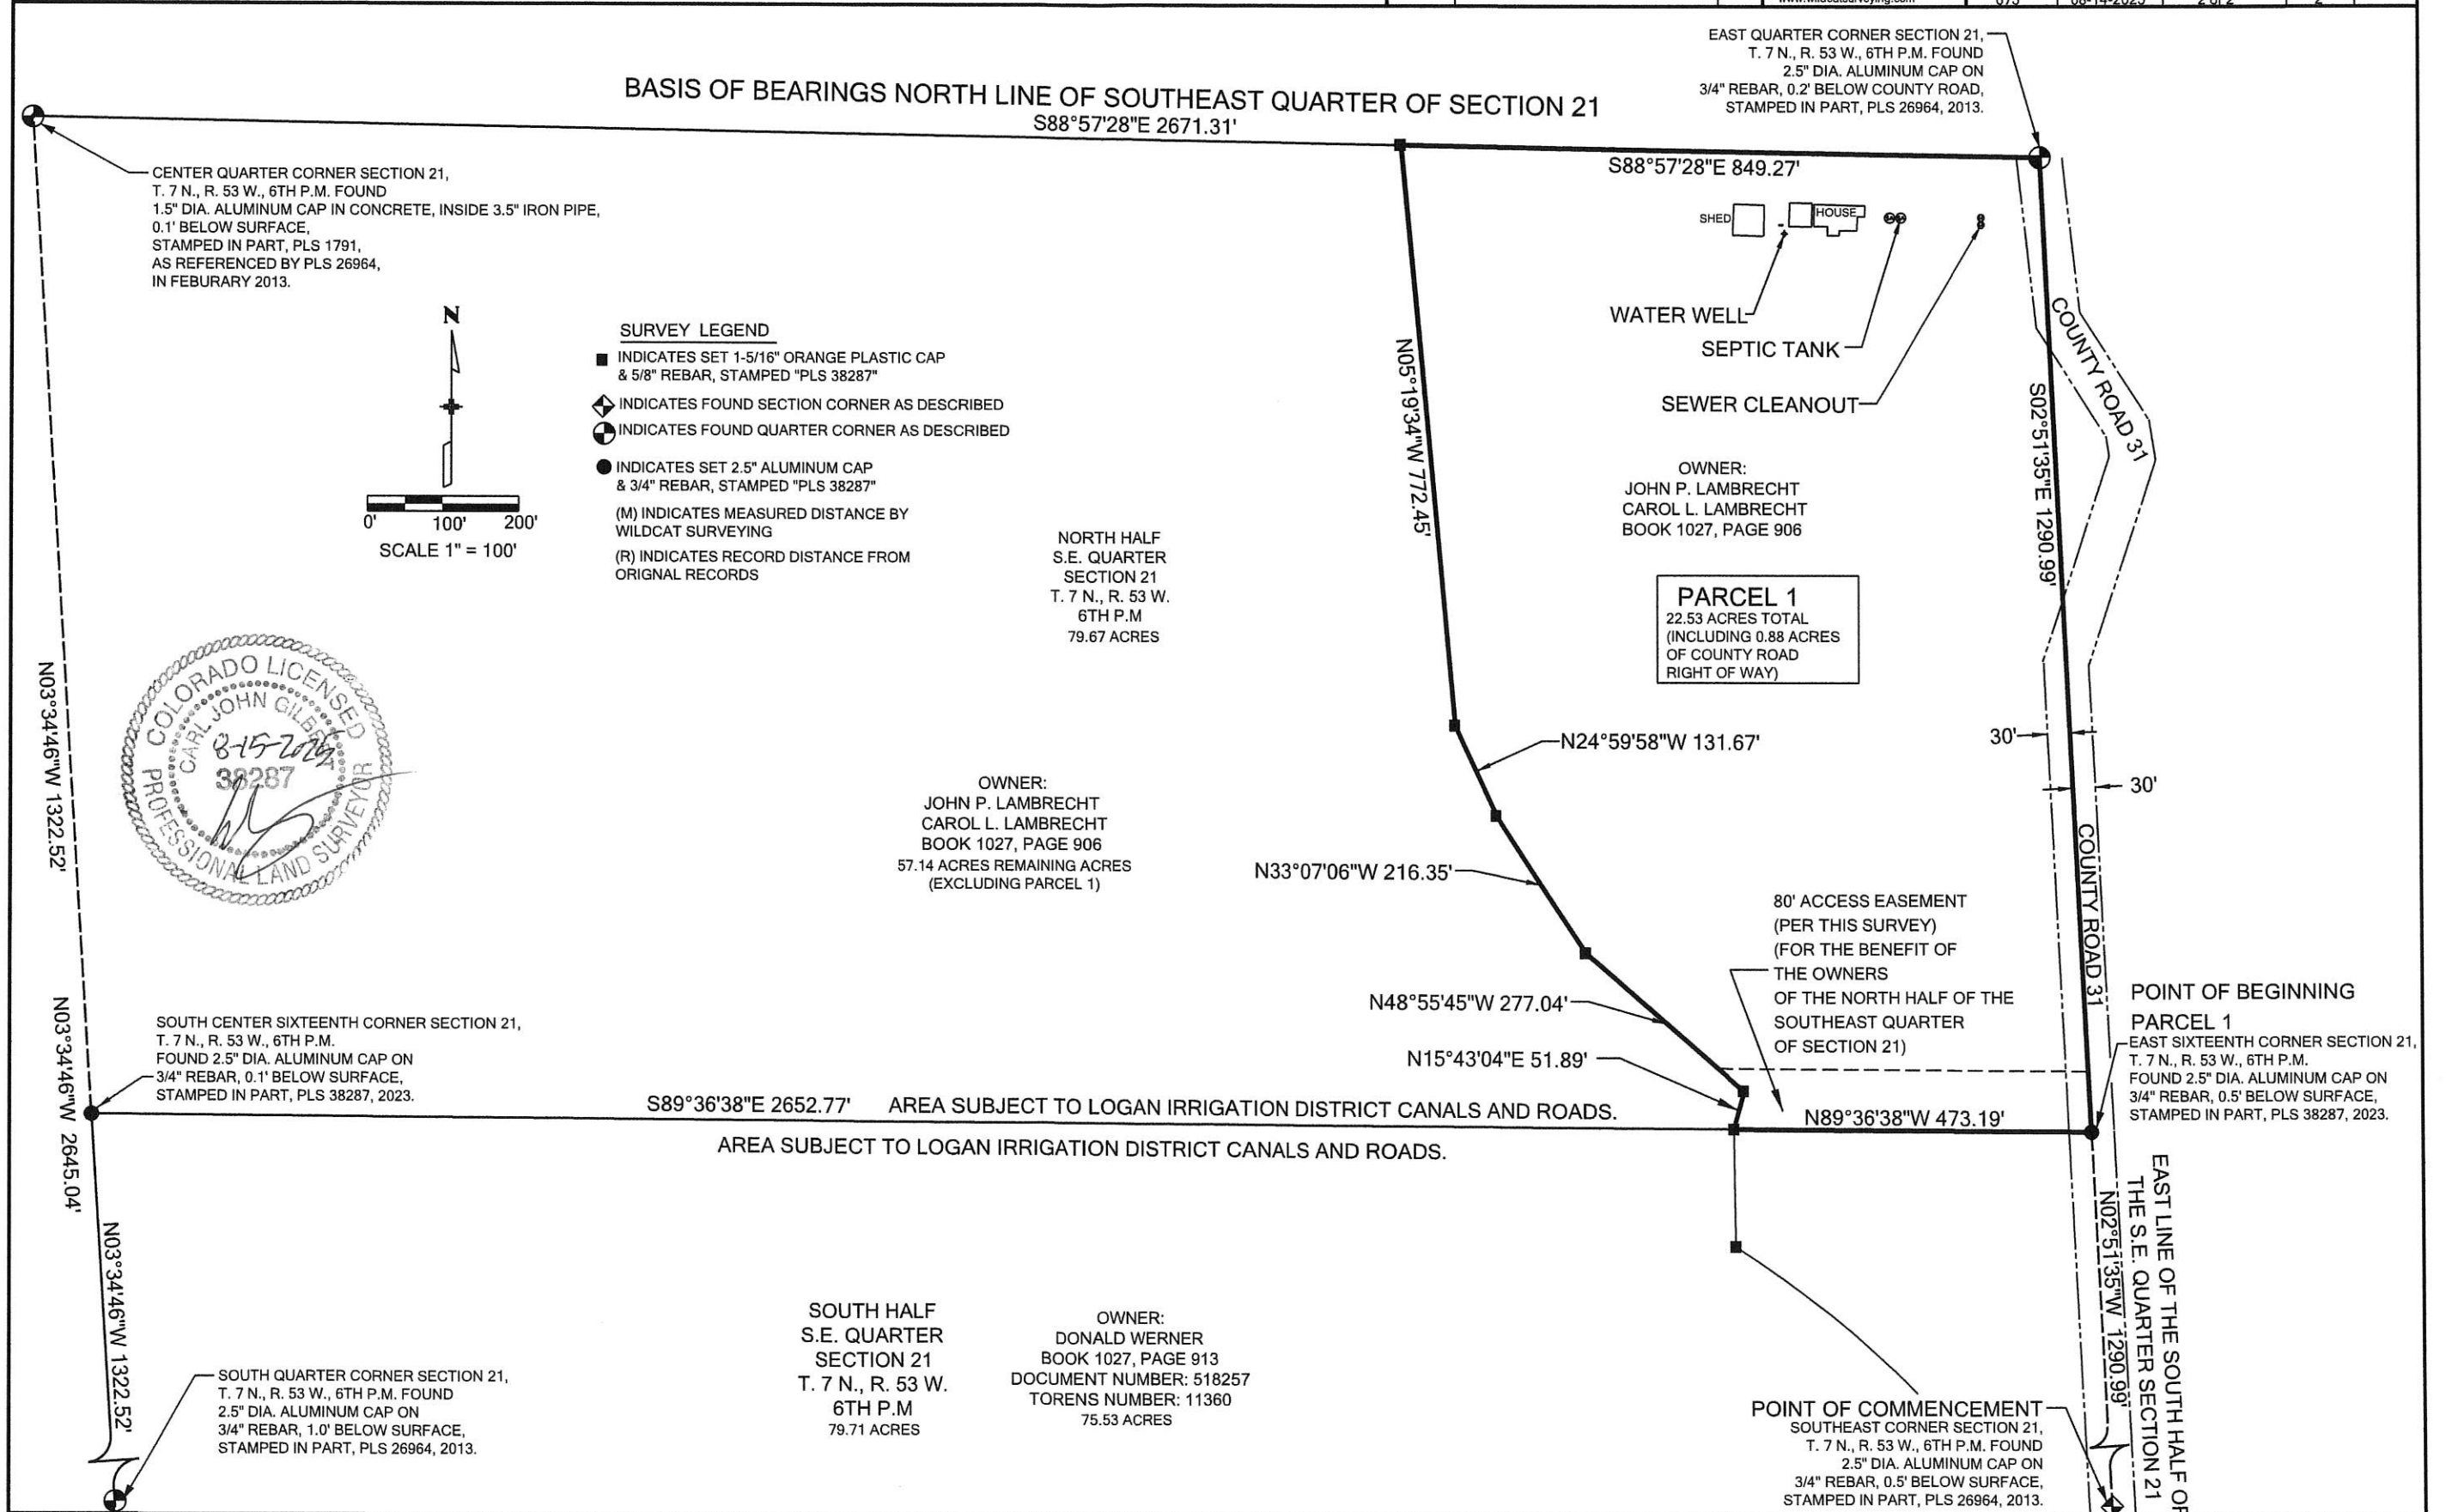 www.wildcatsurveying.com 673 08-14-2025 2 of 2 2
EAST QUARTER CORNER SECTION 21,
T. 7 N., R. 53 W., 6TH P.M. FOUND
2.5" DIA. ALUMINUM CAP ON
3/4" REBAR, 0.2' BELOW COUNTY ROAD,
STAMPED IN PART, PLS 26964, 2013.
BASIS OF BEARINGS NORTH LINE OF SOUTHEAST QUARTER OF SECTION 21
S88°57'28"E 2671.31'
S88°57'28"E 849.27'
CENTER QUARTER CORNER SECTION 21,
T. 7 N., R. 53 W., 6TH P.M. FOUND
1.5" DIA. ALUMINUM CAP IN CONCRETE, INSIDE 3.5" IRON PIPE,
0.1' BELOW SURFACE,
STAMPED IN PART, PLS 1791,
AS REFERENCED BY PLS 26964,
IN FEBURARY 2013.
SHED
HOUSE
WATER WELL
SEPTIC TANK
SEWER CLEANOUT
COUNTY ROAD 31
N
0' 100' 200'
SCALE 1" = 100'
SURVEY LEGEND
INDICATES SET 1-5/16" ORANGE PLASTIC CAP
& 5/8" REBAR, STAMPED "PLS 38287"
INDICATES FOUND SECTION CORNER AS DESCRIBED
INDICATES FOUND QUARTER CORNER AS DESCRIBED
INDICATES SET 2.5" ALUMINUM CAP
& 3/4" REBAR, STAMPED "PLS 38287"
(M) INDICATES MEASURED DISTANCE BY
WILDCAT SURVEYING
(R) INDICATES RECORD DISTANCE FROM
ORIGNAL RECORDS
N05°19'34"W 772.45'
S02°51'35"E 1290.99'
OWNER:
JOHN P. LAMBRECHT
CAROL L. LAMBRECHT
BOOK 1027, PAGE 906
NORTH HALF
S.E. QUARTER
SECTION 21
T. 7 N., R. 53 W.
6TH P.M
79.67 ACRES
PARCEL 1
22.53 ACRES TOTAL
(INCLUDING 0.88 ACRES
OF COUNTY ROAD
RIGHT OF WAY)
N03°34'46"W 1322.52'
COLORADO LICENSED
CARL JOHN GILBERT
8-15-2025
38287
PROFESSIONAL LAND SURVEYOR
N24°59'58"W 131.67'
30'
30'
OWNER:
JOHN P. LAMBRECHT
CAROL L. LAMBRECHT
BOOK 1027, PAGE 906
57.14 ACRES REMAINING ACRES
(EXCLUDING PARCEL 1)
N33°07'06"W 216.35'
COUNTY ROAD 31
80' ACCESS EASEMENT
(PER THIS SURVEY)
(FOR THE BENEFIT OF
THE OWNERS
OF THE NORTH HALF OF THE
SOUTHEAST QUARTER
OF SECTION 21)
N48°55'45"W 277.04'
N15°43'04"E 51.89'
POINT OF BEGINNING
PARCEL 1
EAST SIXTEENTH CORNER SECTION 21,
T. 7 N., R. 53 W., 6TH P.M.
FOUND 2.5" DIA. ALUMINUM CAP ON
3/4" REBAR, 0.5' BELOW SURFACE,
STAMPED IN PART, PLS 38287, 2023.
N03°34'46"W 2645.04'
SOUTH CENTER SIXTEENTH CORNER SECTION 21,
T. 7 N., R. 53 W., 6TH P.M.
FOUND 2.5" DIA. ALUMINUM CAP ON
3/4" REBAR, 0.1' BELOW SURFACE,
STAMPED IN PART, PLS 38287, 2023.
S89°36'38"E 2652.77' AREA SUBJECT TO LOGAN IRRIGATION DISTRICT CANALS AND ROADS.
N89°36'38"W 473.19'
AREA SUBJECT TO LOGAN IRRIGATION DISTRICT CANALS AND ROADS.
N03°34'46"W 1322.52'
N02°51'35"W 1290.99'
EAST LINE OF THE SOUTH HALF OF
THE S.E. QUARTER SECTION 21
SOUTH HALF
S.E. QUARTER
SECTION 21
T. 7 N., R. 53 W.
6TH P.M
79.71 ACRES
OWNER:
DONALD WERNER
BOOK 1027, PAGE 913
DOCUMENT NUMBER: 518257
TORENS NUMBER: 11360
75.53 ACRES
SOUTH QUARTER CORNER SECTION 21,
T. 7 N., R. 53 W., 6TH P.M. FOUND
2.5" DIA. ALUMINUM CAP ON
3/4" REBAR, 1.0' BELOW SURFACE,
STAMPED IN PART, PLS 26964, 2013.
POINT OF COMMENCEMENT
SOUTHEAST CORNER SECTION 21,
T. 7 N., R. 53 W., 6TH P.M. FOUND
2.5" DIA. ALUMINUM CAP ON
3/4" REBAR, 0.5' BELOW SURFACE,
STAMPED IN PART, PLS 26964, 2013.